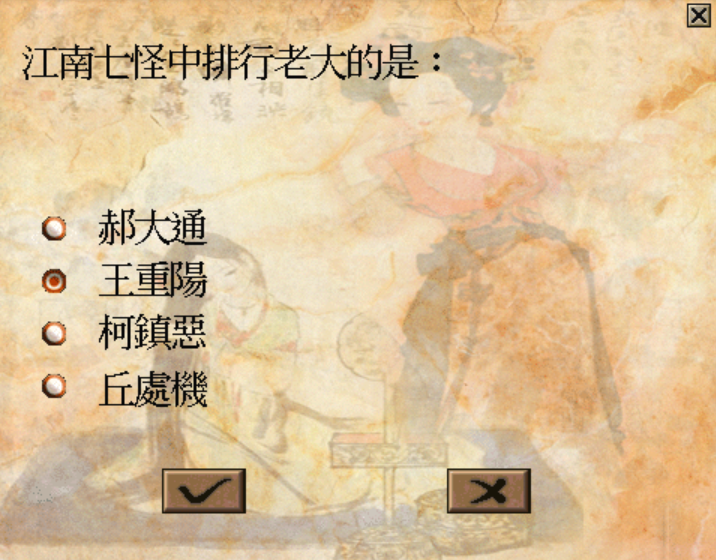 江南七怪中排行老大的是：
郝大通
王重陽
柯鎮惡
丘處機